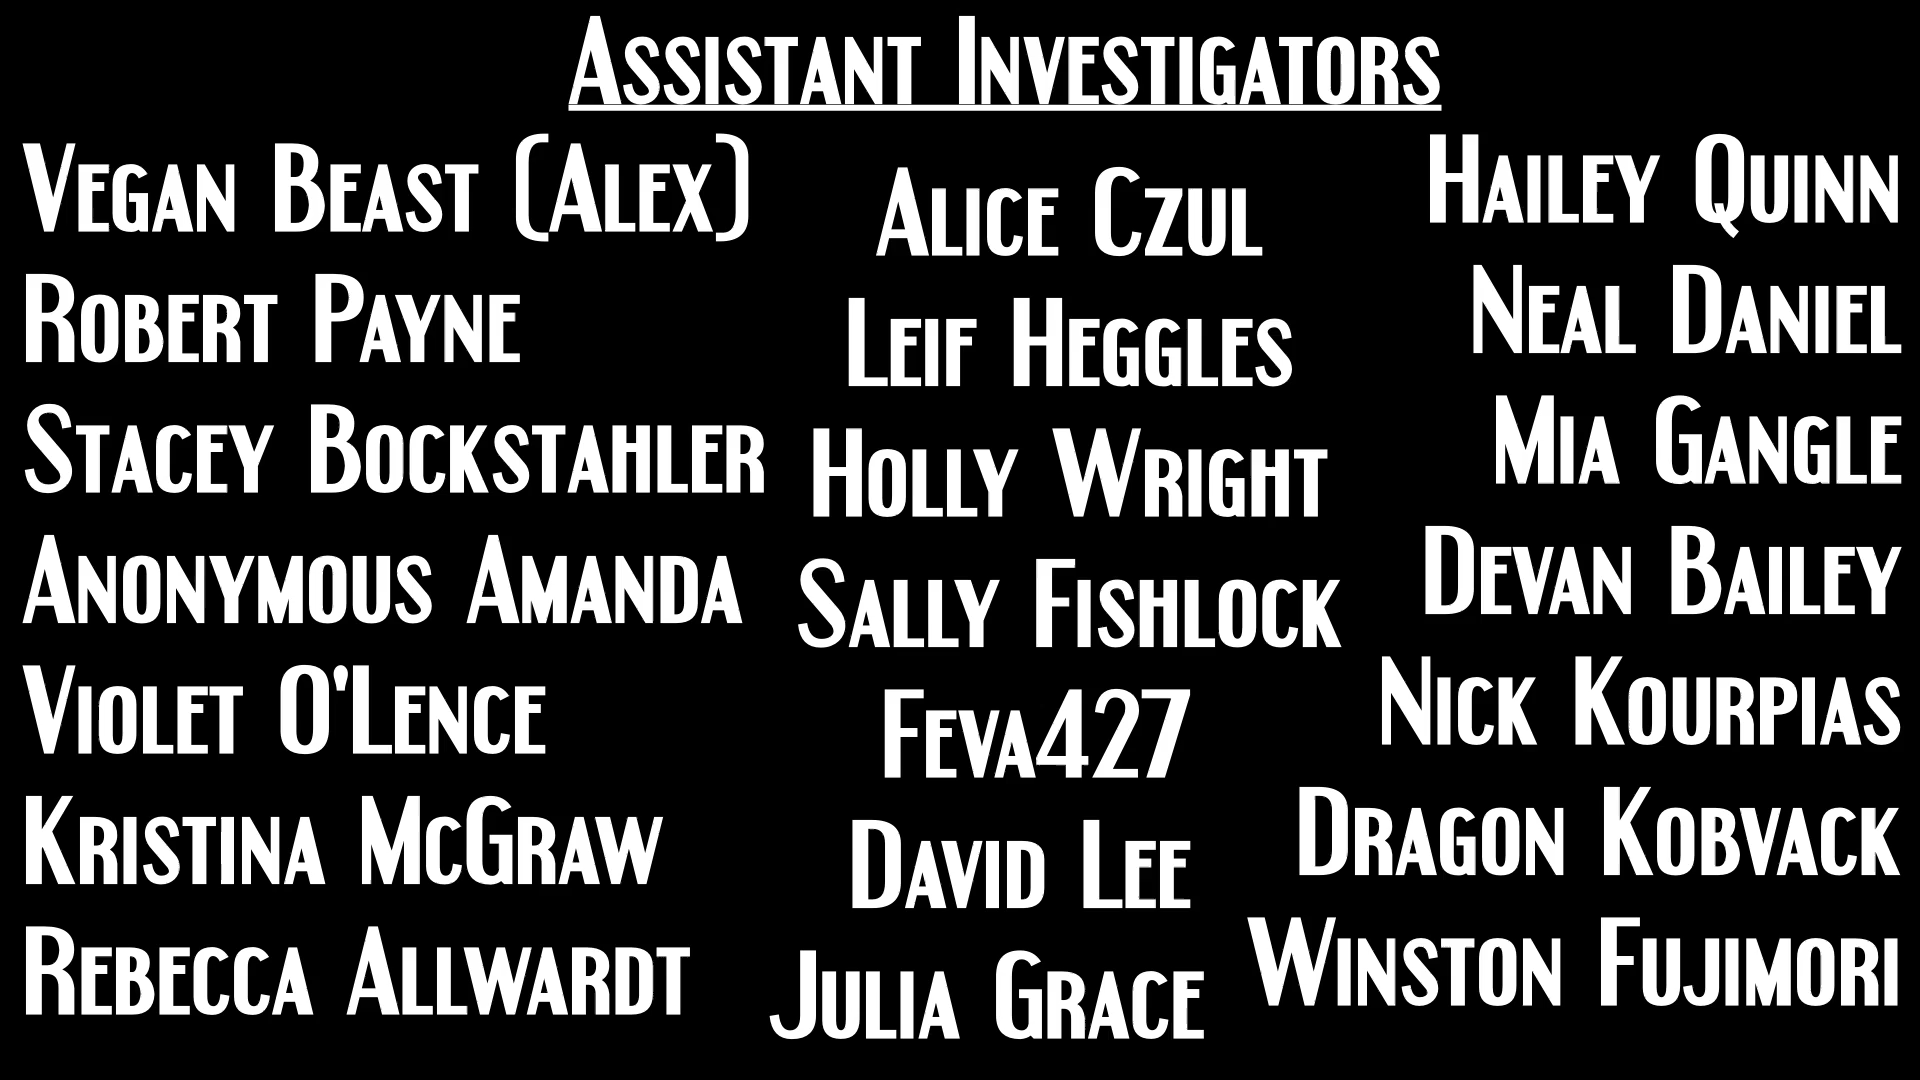 Assistant Investigators
Vegan Beast (Alex)
Robert Payne
Stacey Bockstahler
Anonymous Amanda
Violet O'Lence
Kristina McGraw
Rebecca Allwardt
Alice Czul
Leif Heggles
Holly Wright
Sally Fishlock
Feva427
David Lee
Julia Grace
Hailey Quinn
Neal Daniel
Mia Gangle
Devan Bailey
Nick Kourpias
Dragon Kobvack
Winston Fujimori